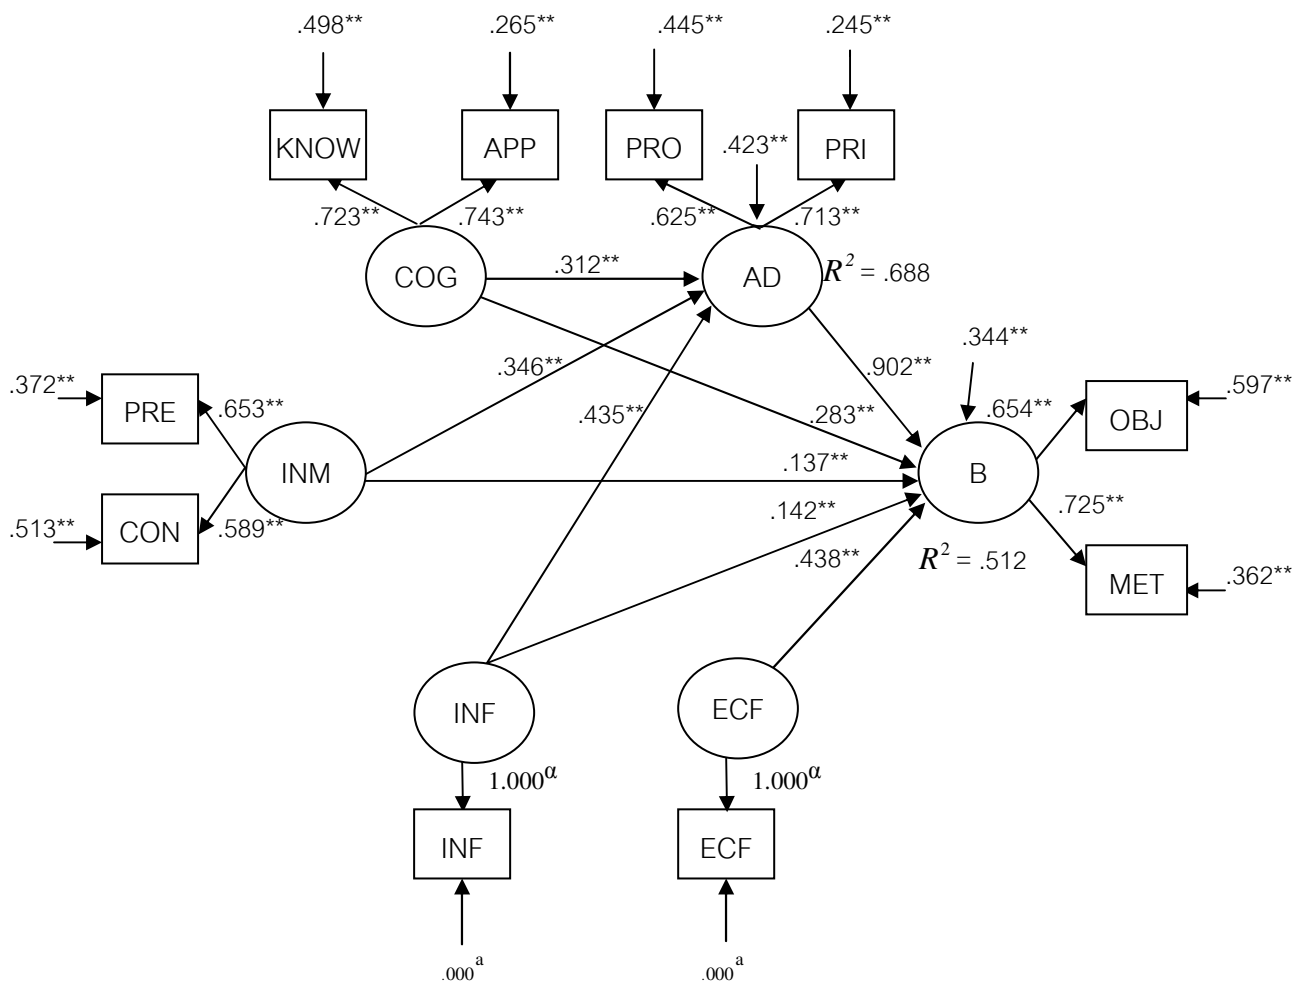 .498**
.265**
.445**
.245**
KNOW
APP
PRO
.423**
PRI
.723**
.743**
.625**
.713**
COG
.312**
AD
R² = .688
.346**
.902**
.344**
.372**
PRE
.653**
.435**
.283**
.654**
OBJ
.597**
INM
.137**
B
.513**
CON
.589**
.142**
.438**
R² = .512
.725**
MET
.362**
INF
ECF
1.000α
1.000α
INF
ECF
.000a
.000a